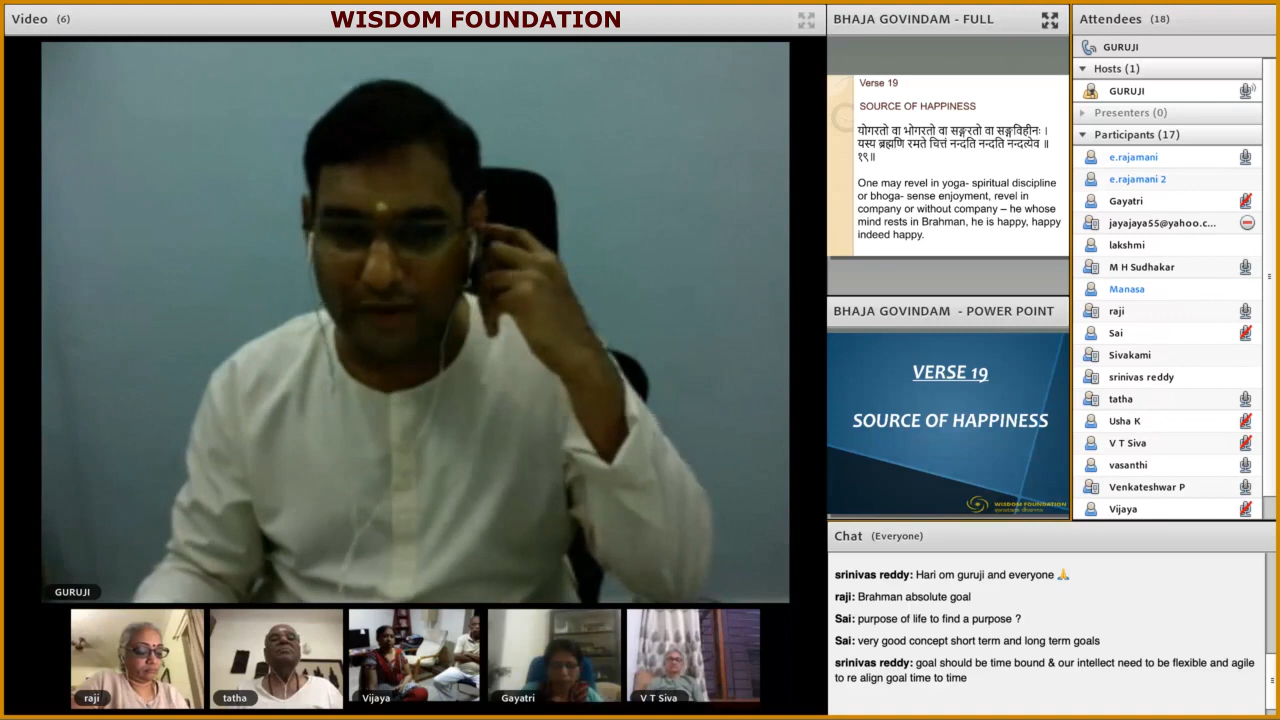 Video (6)
WISDOM FOUNDATION
GURUJI
raji
tatha
Vijaya
Gayatri
V T Siva
BHAJA GOVINDAM - FULL
Verse 19
SOURCE OF HAPPINESS
योगरतो वा भोगरतो वा सङ्गरतो वा सङ्गविहीनः ।
यस्य ब्रह्मणि रमते चित्तं नन्दति नन्दति नन्दत्येव ॥
१९॥
One may revel in yoga- spiritual discipline
or bhoga- sense enjoyment, revel in
company or without company – he whose
mind rests in Brahman, he is happy, happy
indeed happy.
BHAJA GOVINDAM - POWER POINT
VERSE 19
SOURCE OF HAPPINESS
WISDOM FOUNDATION
Attendees (18)
GURUJI
Hosts (1)
GURUJI
Presenters (0)
Participants (17)
e.rajamani
e.rajamani 2
Gayatri
jayajaya55@yahoo.c...
lakshmi
M H Sudhakar
Manasa
raji
Sai
Sivakami
srinivas reddy
tatha
Usha K
V T Siva
vasanthi
Venkateshwar P
Vijaya
Chat (Everyone)
srinivas reddy: Hari om guruji and everyone 🙏
raji: Brahman absolute goal
Sai: purpose of life to find a purpose ?
Sai: very good concept short term and long term goals
srinivas reddy: goal should be time bound & our intellect need to be flexible and agile
to re align goal time to time